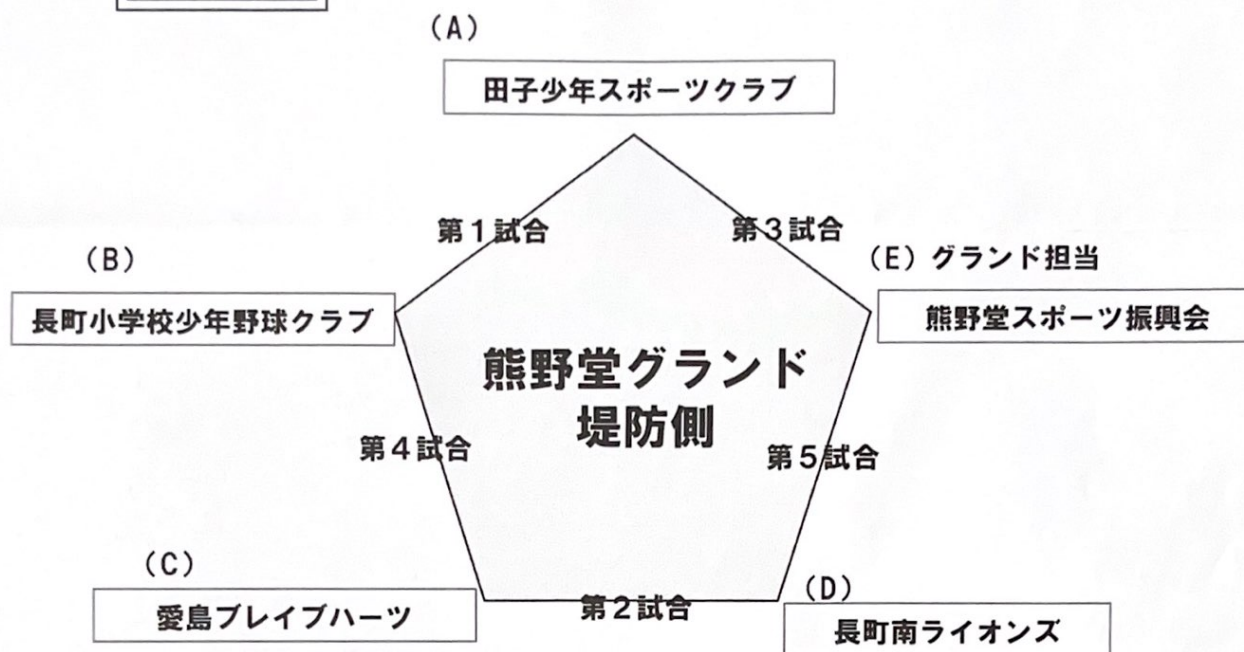 (A)
田子少年スポーツクラブ
第1試合
第3試合
(B)
(E) グランド担当
長町小学校少年野球クラブ
熊野堂スポーツ振興会
熊野堂グランド
堤防側
第4試合
第5試合
(C)
(D)
愛島ブレイブハーツ
第2試合
長町南ライオンズ